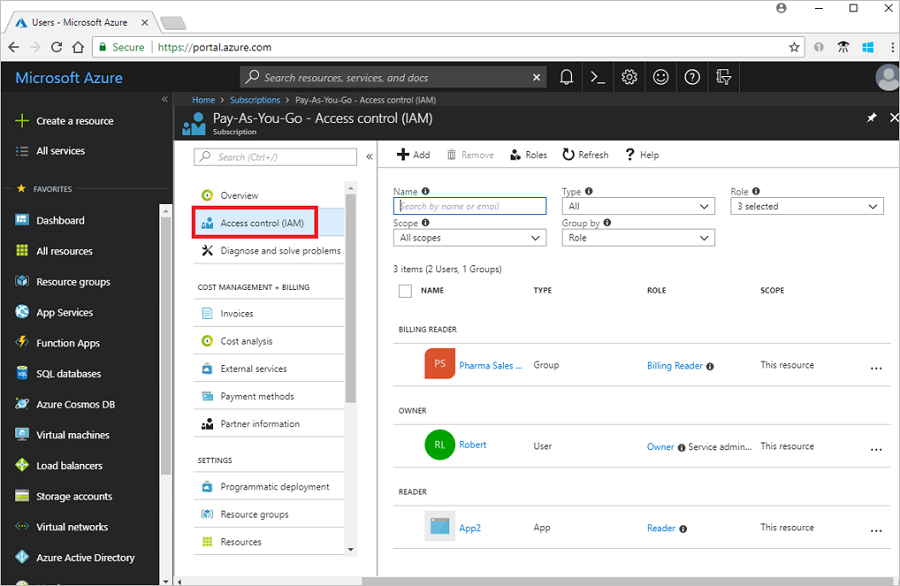 Users - Microsoft Azure
Secure | https://portal.azure.com
Microsoft Azure
Search resources, services, and docs
Create a resource
All services
FAVORITES
Dashboard
All resources
Resource groups
App Services
Function Apps
SQL databases
Azure Cosmos DB
Virtual machines
Load balancers
Storage accounts
Virtual networks
Azure Active Directory
Home > Subscriptions > Pay-As-You-Go - Access control (IAM)
Pay-As-You-Go - Access control (IAM)
Subscription
Search (Ctrl+/)
Overview
Access control (IAM)
Diagnose and solve problems
COST MANAGEMENT + BILLING
Invoices
Cost analysis
External services
Payment methods
Partner information
SETTINGS
Programmatic deployment
Resource groups
Resources
Add Remove Roles Refresh Help
Name Type Role
Search by name or email All 3 selected
Scope Group by
All scopes Role
3 items (2 Users, 1 Groups)
NAME TYPE ROLE SCOPE
BILLING READER
PS Pharma Sales ... Group Billing Reader This resource ...
OWNER
RL Robert User Owner Service admin... This resource ...
READER
App2 App Reader This resource ...